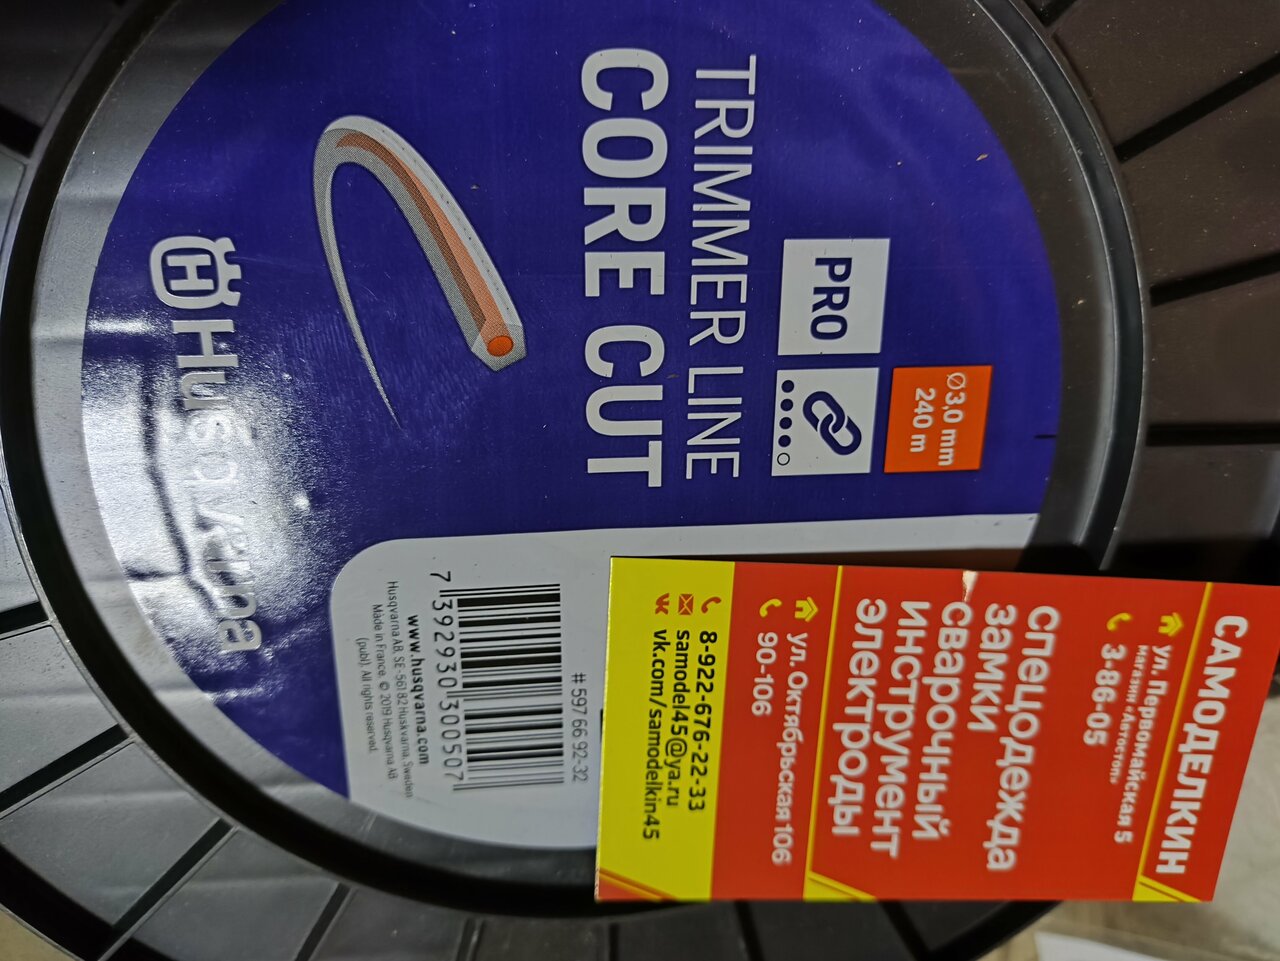 Ø3,0 mm
240 m
PRO
TRIMMER LINE
CORE CUT
Husqvarna
# 597 66 92-32
7 392930 300507
www.husqvarna.com
Husqvarna AB, SE-561 82 Huskvarna, Sweden
Made in France. © 2019 Husqvarna AB
(publ). All rights reserved.
САМОДЕЛКИН
ул. Первомайская 5
магазин «Автостоп»
3-86-05
спецодежда
замки
сварочный
инструмент
электроды
ул. Октябрьская 106
90-106
8-922-676-22-33
samodel45@ya.ru
vk.com/samodelkin45